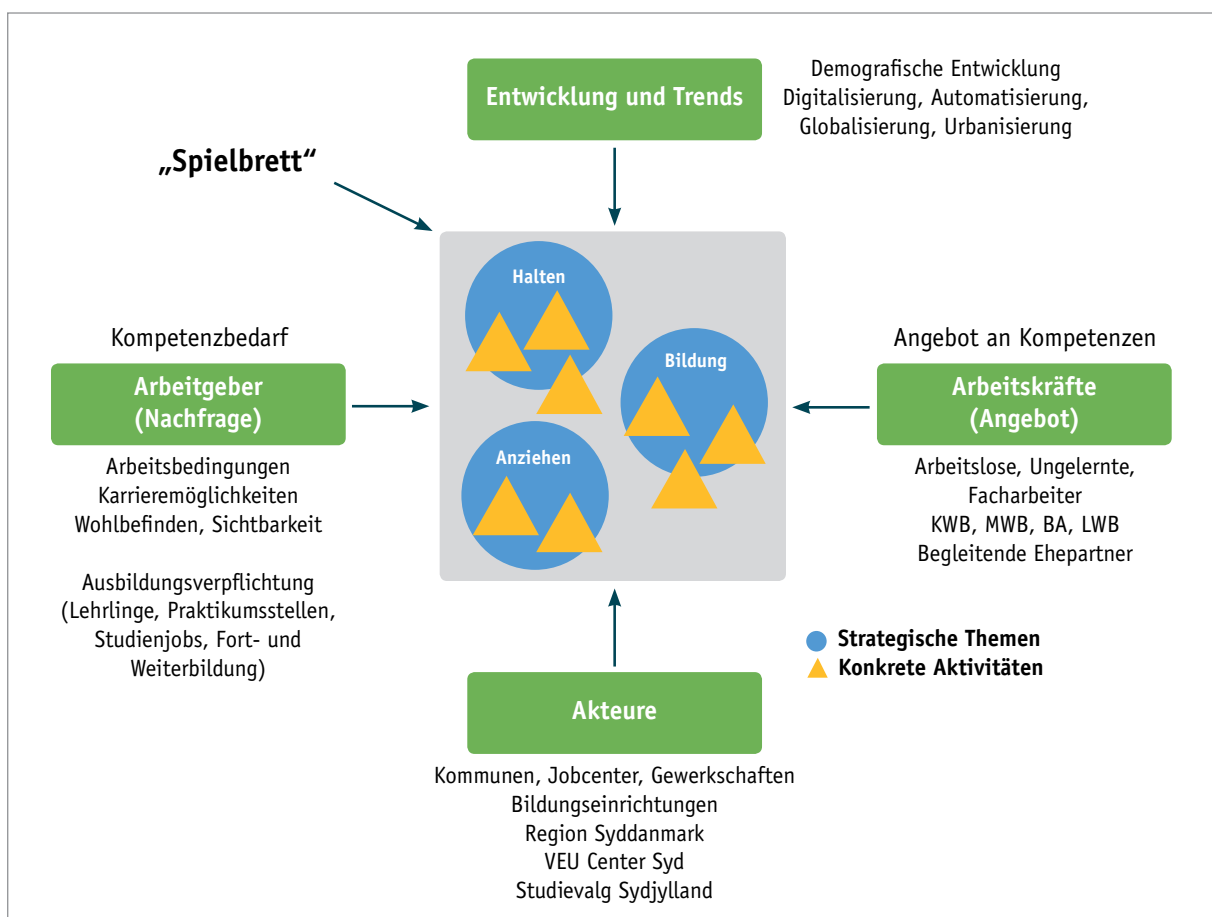 Entwicklung und Trends
Demografische Entwicklung
Digitalisierung, Automatisierung,
Globalisierung, Urbanisierung
„Spielbrett“
Halten
Bildung
Anziehen
Kompetenzbedarf
Arbeitgeber
(Nachfrage)
Arbeitsbedingungen
Karrieremöglichkeiten
Wohlbefinden, Sichtbarkeit
Ausbildungsverpflichtung
(Lehrlinge, Praktikumsstellen,
Studienjobs, Fort- und
Weiterbildung)
Angebot an Kompetenzen
Arbeitskräfte
(Angebot)
Arbeitslose, Ungelernte,
Facharbeiter
KWB, MWB, BA, LWB
Begleitende Ehepartner
Strategische Themen
Konkrete Aktivitäten
Akteure
Kommunen, Jobcenter, Gewerkschaften
Bildungseinrichtungen
Region Syddanmark
VEU Center Syd
Studievalg Sydjylland